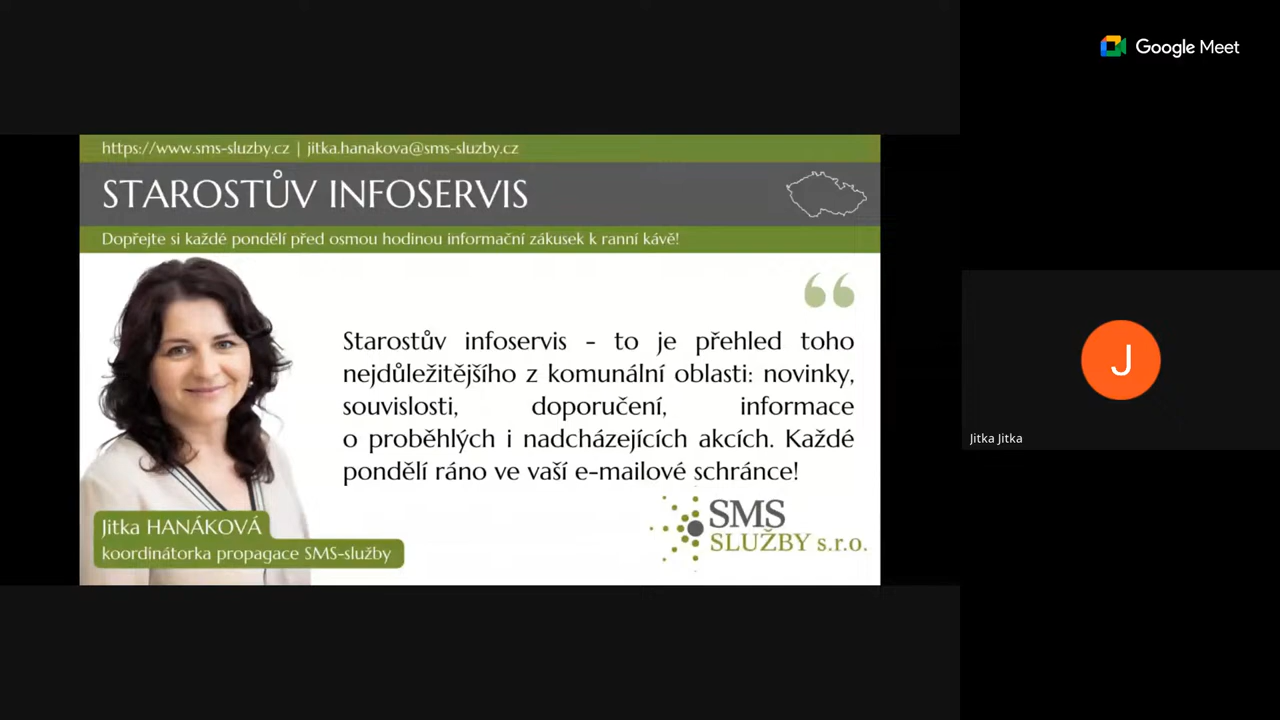 Google Meet
https://www.sms-sluzby.cz | jitka.hanakova@sms-sluzby.cz
STAROSTŮV INFOSERVIS
Dopřejte si každé pondělí před osmou hodinou informační zákusek k ranní kávě!
Starostův infoservis - to je přehled toho
nejdůležitějšího z komunální oblasti: novinky,
souvislosti, doporučení, informace
o proběhlých i nadcházejících akcích. Každé
pondělí ráno ve vaší e-mailové schránce!
SMS
SLUŽBY s.r.o.
Jitka HANÁKOVÁ
koordinátorka propagace SMS-služby
J
Jitka Jitka